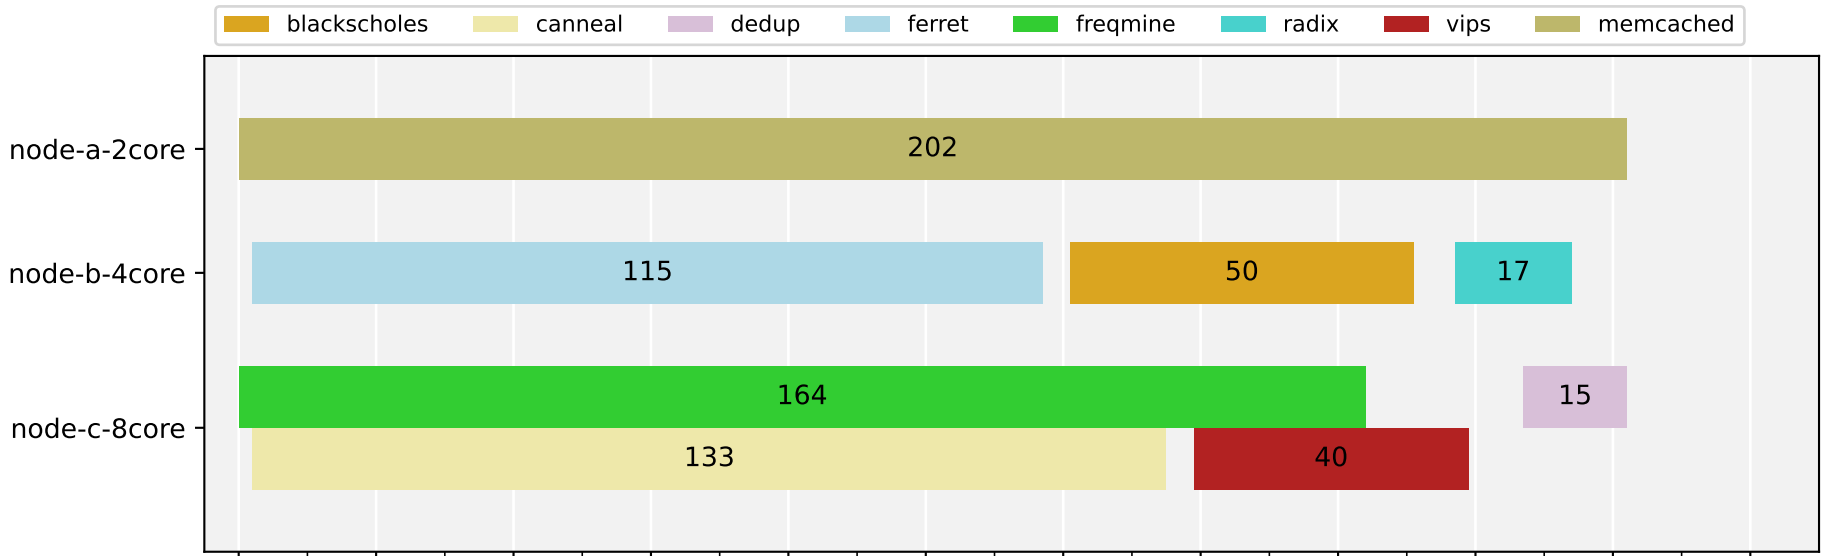 blackscholes canneal dedup ferret freqmine radix vips memcached
node-a-2core 202
node-b-4core 115 50 17
164 15
node-c-8core
133 40